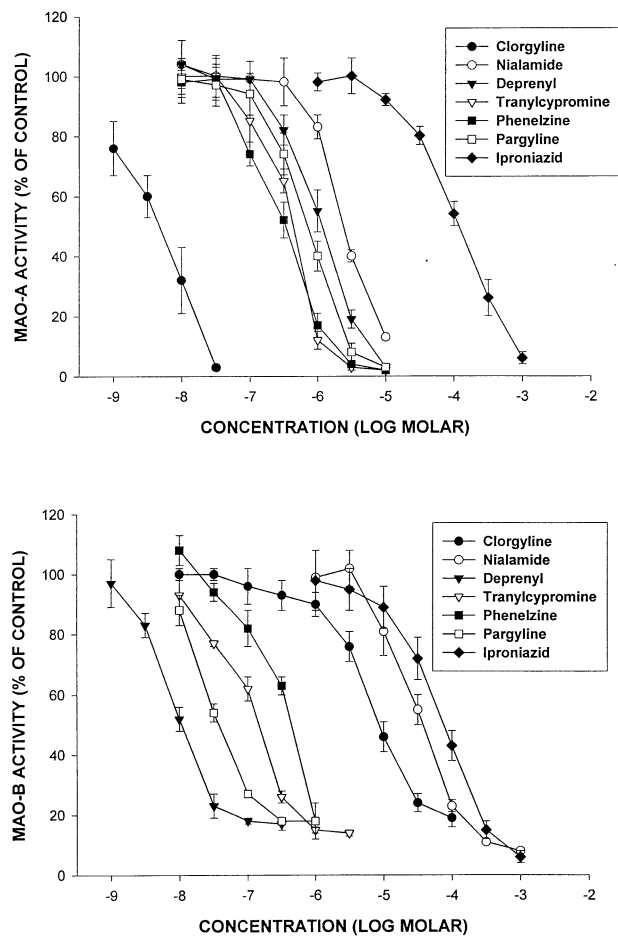 120
100
80
60
40
20
0
MAO-A ACTIVITY (% OF CONTROL)
-9
-8
-7
-6
-5
-4
-3
-2
CONCENTRATION (LOG MOLAR)
Clorgyline
Nialamide
Deprenyl
Tranylcypromine
Phenelzine
Pargyline
Iproniazid
120
100
80
60
40
20
0
MAO-B ACTIVITY (% OF CONTROL)
-9
-8
-7
-6
-5
-4
-3
-2
CONCENTRATION (LOG MOLAR)
Clorgyline
Nialamide
Deprenyl
Tranylcypromine
Phenelzine
Pargyline
Iproniazid